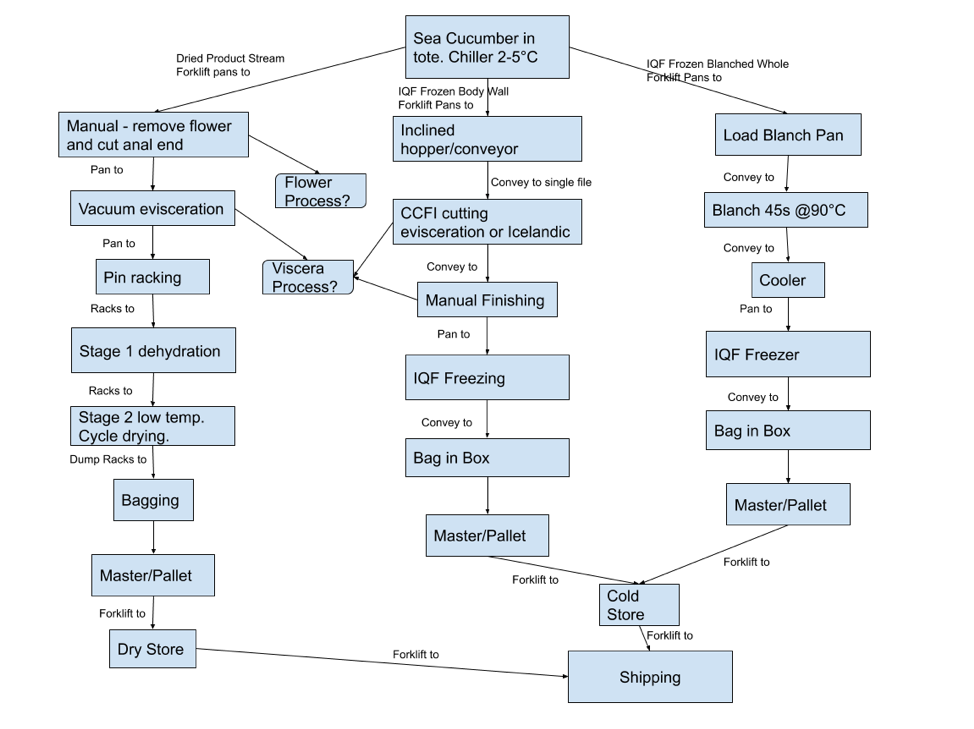 Sea Cucumber in
tote. Chiller 2-5°C
Dried Product Stream
Forklift pans to
IQF Frozen Body Wall
Forklift Pans to
IQF Frozen Blanched Whole
Forklift Pans to
Manual - remove flower
and cut anal end
Inclined
hopper/conveyor
Load Blanch Pan
Pan to
Flower
Process?
Convey to single file
Convey to
Vacuum evisceration
CCFI cutting
evisceration or Icelandic
Blanch 45s @90°C
Pan to
Convey to
Convey to
Pin racking
Viscera
Process?
Manual Finishing
Cooler
Racks to
Pan to
Pan to
Stage 1 dehydration
IQF Freezing
IQF Freezer
Racks to
Convey to
Convey to
Stage 2 low temp.
Cycle drying.
Bag in Box
Bag in Box
Dump Racks to
Bagging
Master/Pallet
Master/Pallet
Master/Pallet
Forklift to
Forklift to
Forklift to
Cold
Store
Dry Store
Forklift to
Forklift to
Shipping